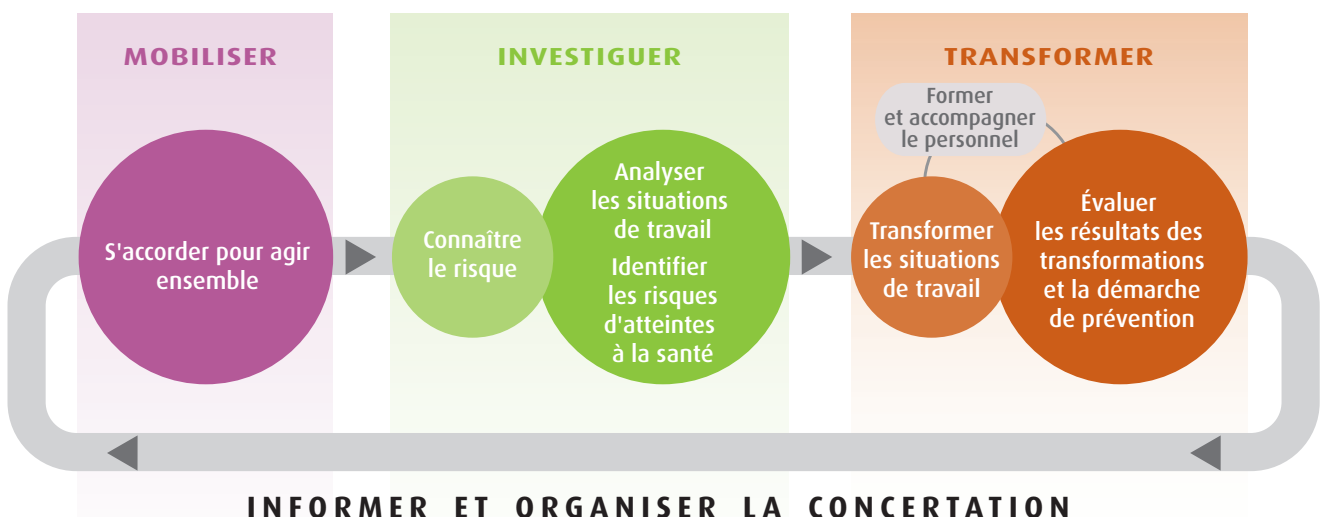 MOBILISER
S'accorder pour agir
ensemble
INVESTIGUER
Connaître
le risque
Analyser
les situations
de travail
Identifier
les risques
d'atteintes
à la santé
TRANSFORMER
Former
et accompagner
le personnel
Transformer
les situations
de travail
Évaluer
les résultats des
transformations
et la démarche
de prévention
INFORMER ET ORGANISER LA CONCERTATION